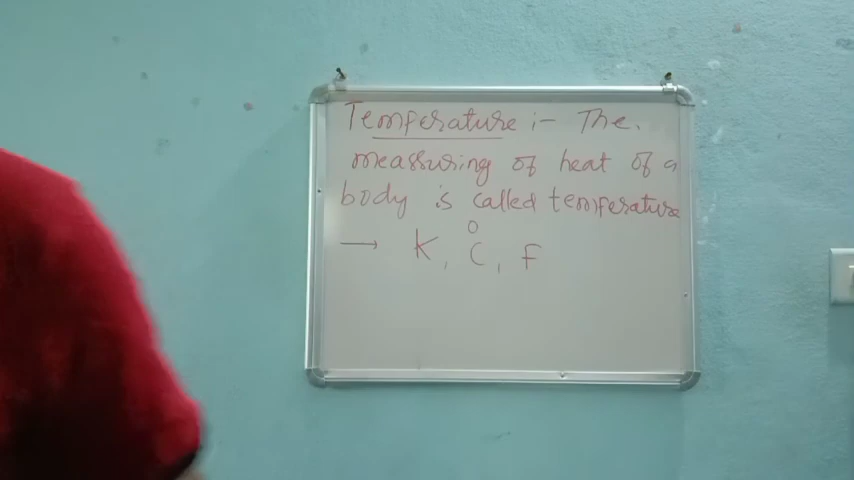 Temperature :- The.
measuring of heat of a
body is called temperature
→ K, °C, F